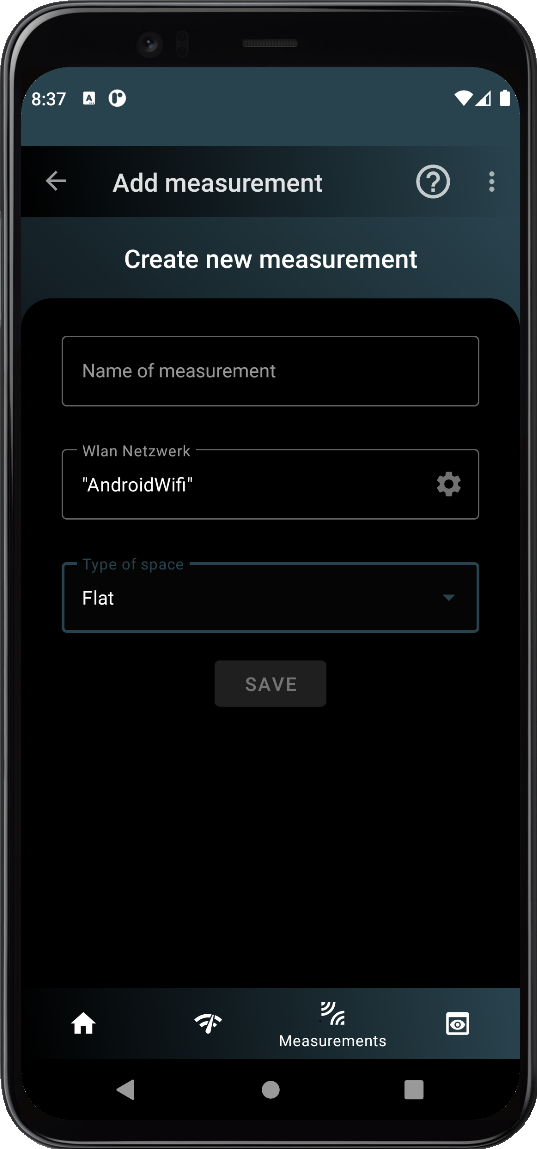 8:37
Add measurement
Create new measurement
Name of measurement
Wlan Netzwerk
"AndroidWifi"
Type of space
Flat
SAVE
Measurements